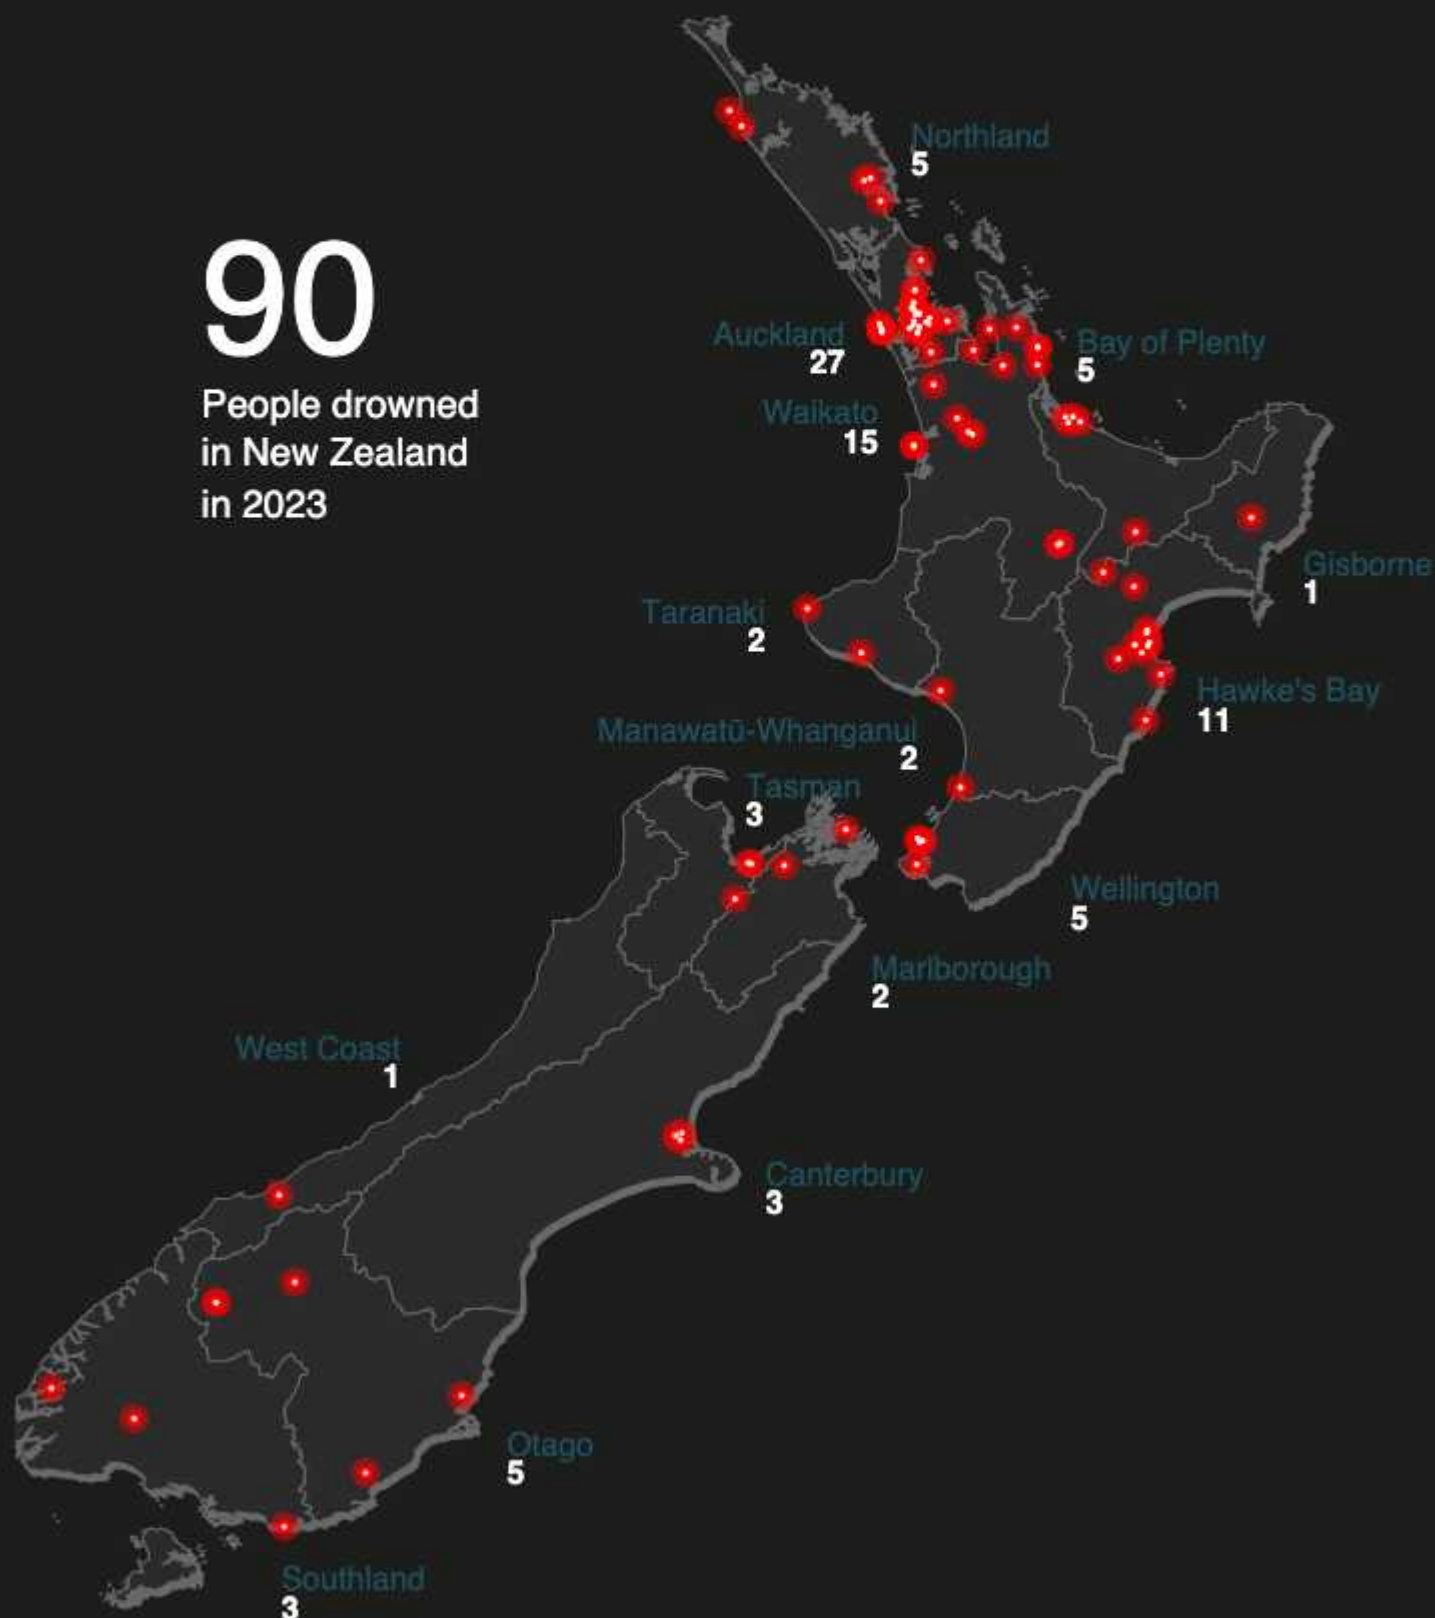 90
People drowned
in New Zealand
in 2023
Northland
5
Auckland
27
Bay of Plenty
5
Waikato
15
Gisborne
1
Taranaki
2
Hawke's Bay
11
Manawatū-Whanganui
2
Tasman
3
Wellington
5
Marlborough
2
West Coast
1
Canterbury
3
Otago
5
Southland
3